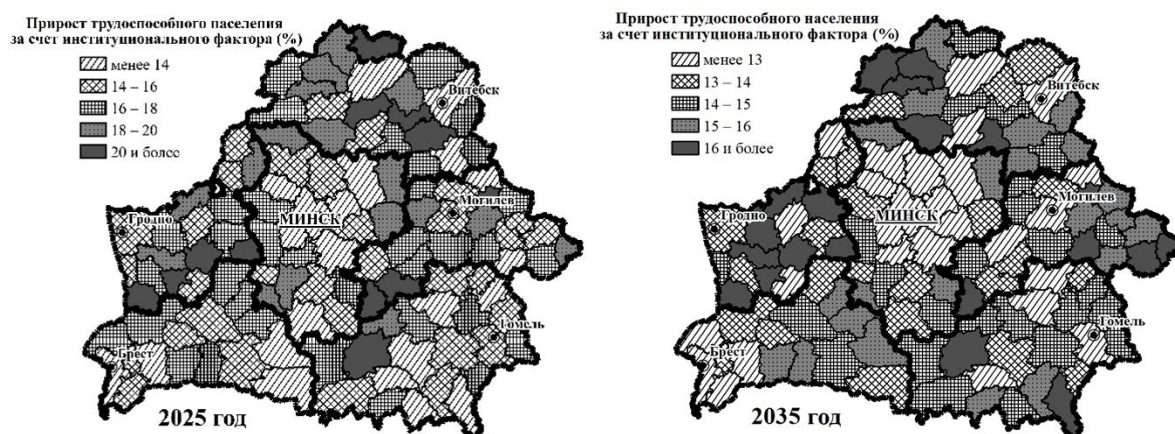 Прирост трудоспособного населения
за счет институционального фактора (%)
менее 14
14 – 16
16 – 18
18 – 20
20 и более
Витебск
Гродно
МИНСК
Могилев
Гомель
Брест
2025 год
Прирост трудоспособного населения
за счет институционального фактора (%)
менее 13
13 – 14
14 – 15
15 – 16
16 и более
Витебск
Гродно
МИНСК
Могилев
Гомель
Брест
2035 год